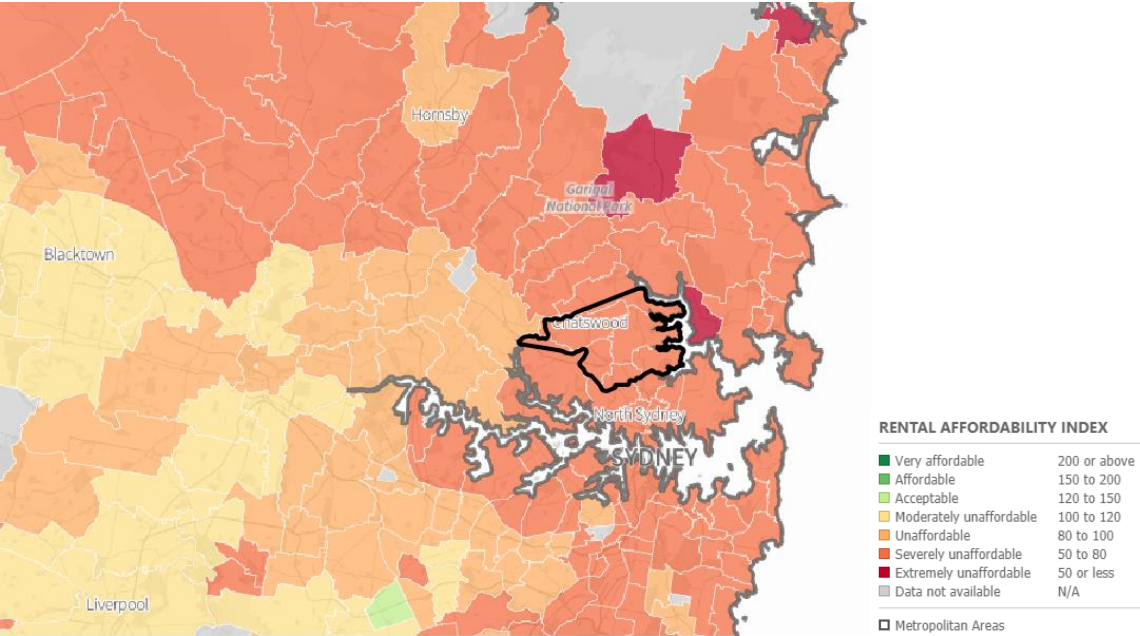 Hornsby
Garigal
National Park
Blacktown
Chatswood
North Sydney
SYDNEY
Liverpool
RENTAL AFFORDABILITY INDEX
Very affordable 200 or above
Affordable 150 to 200
Acceptable 120 to 150
Moderately unaffordable 100 to 120
Unaffordable 80 to 100
Severely unaffordable 50 to 80
Extremely unaffordable 50 or less
Data not available N/A
Metropolitan Areas